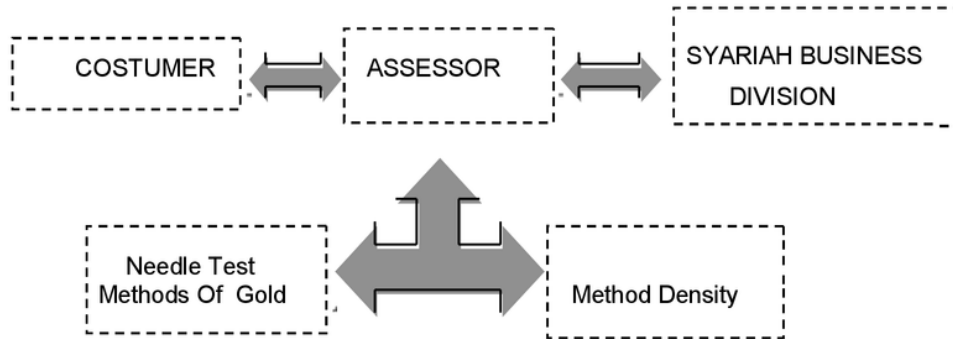 COSTUMER
ASSESSOR
SYARIAH BUSINESS
DIVISION
Needle Test
Methods Of Gold
Method Density